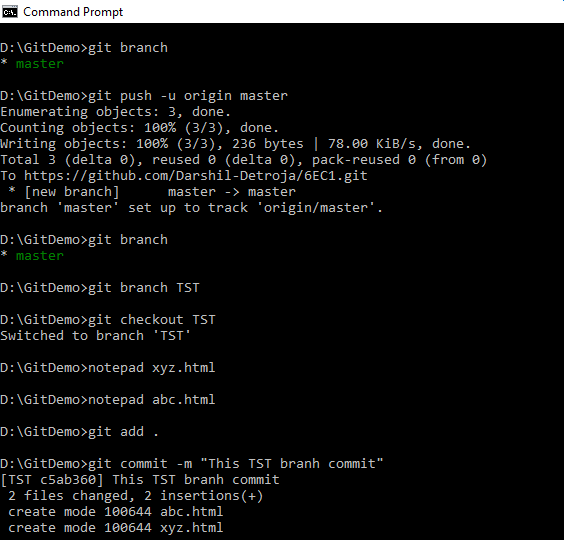 Command Prompt
D:\GitDemo>git branch
* master
D:\GitDemo>git push -u origin master
Enumerating objects: 3, done.
Counting objects: 100% (3/3), done.
Writing objects: 100% (3/3), 236 bytes | 78.00 KiB/s, done.
Total 3 (delta 0), reused 0 (delta 0), pack-reused 0 (from 0)
To https://github.com/Darshil-Detroja/6EC1.git
 * [new branch]      master -> master
branch 'master' set up to track 'origin/master'.
D:\GitDemo>git branch
* master
D:\GitDemo>git branch TST
D:\GitDemo>git checkout TST
Switched to branch 'TST'
D:\GitDemo>notepad xyz.html
D:\GitDemo>notepad abc.html
D:\GitDemo>git add .
D:\GitDemo>git commit -m "This TST branh commit"
[TST c5ab360] This TST branh commit
 2 files changed, 2 insertions(+)
 create mode 100644 abc.html
 create mode 100644 xyz.html